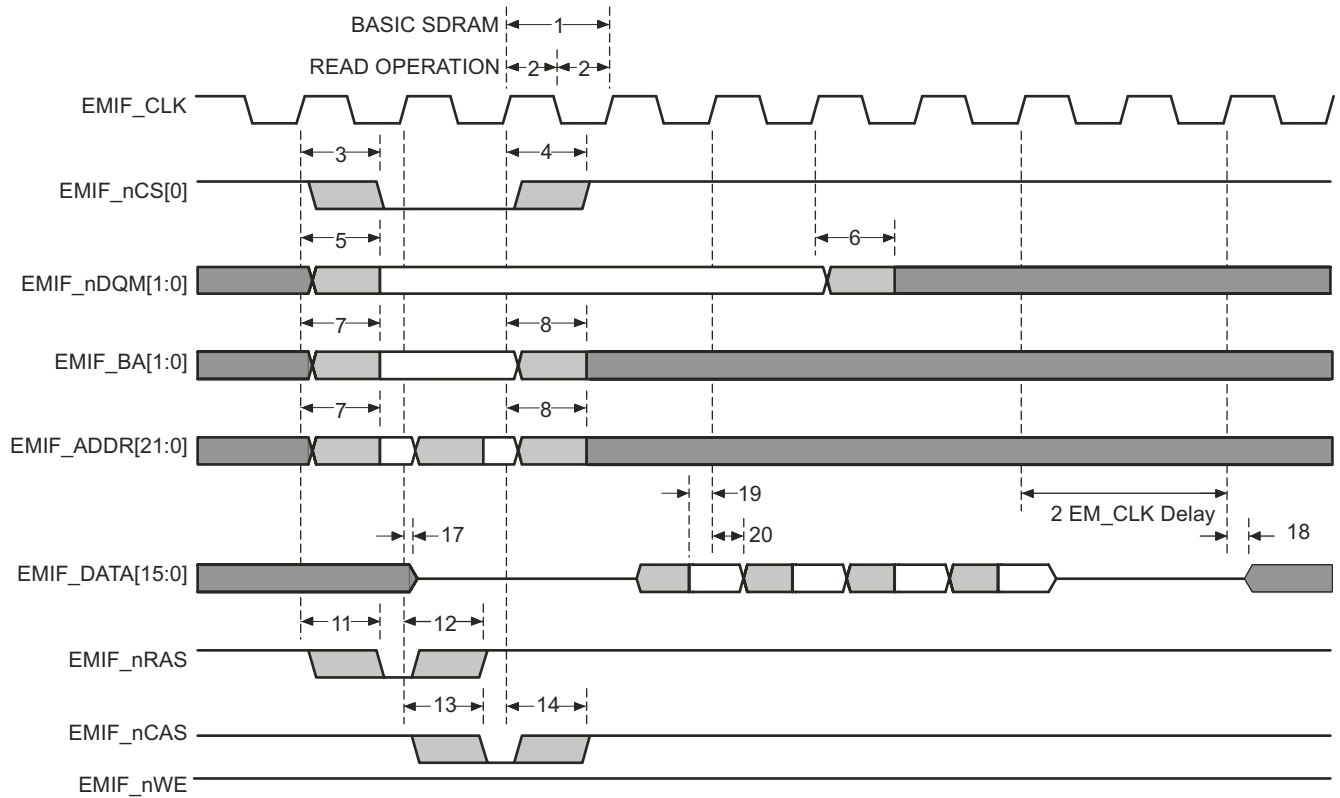 BASIC SDRAM 1
READ OPERATION 2 2
EMIF_CLK
3 4
EMIF_nCS[0]
5 6
EMIF_nDQM[1:0]
7 8
EMIF_BA[1:0]
7 8
EMIF_ADDR[21:0]
19
2 EM_CLK Delay
17 20 18
EMIF_DATA[15:0]
11 12
EMIF_nRAS
13 14
EMIF_nCAS
EMIF_nWE